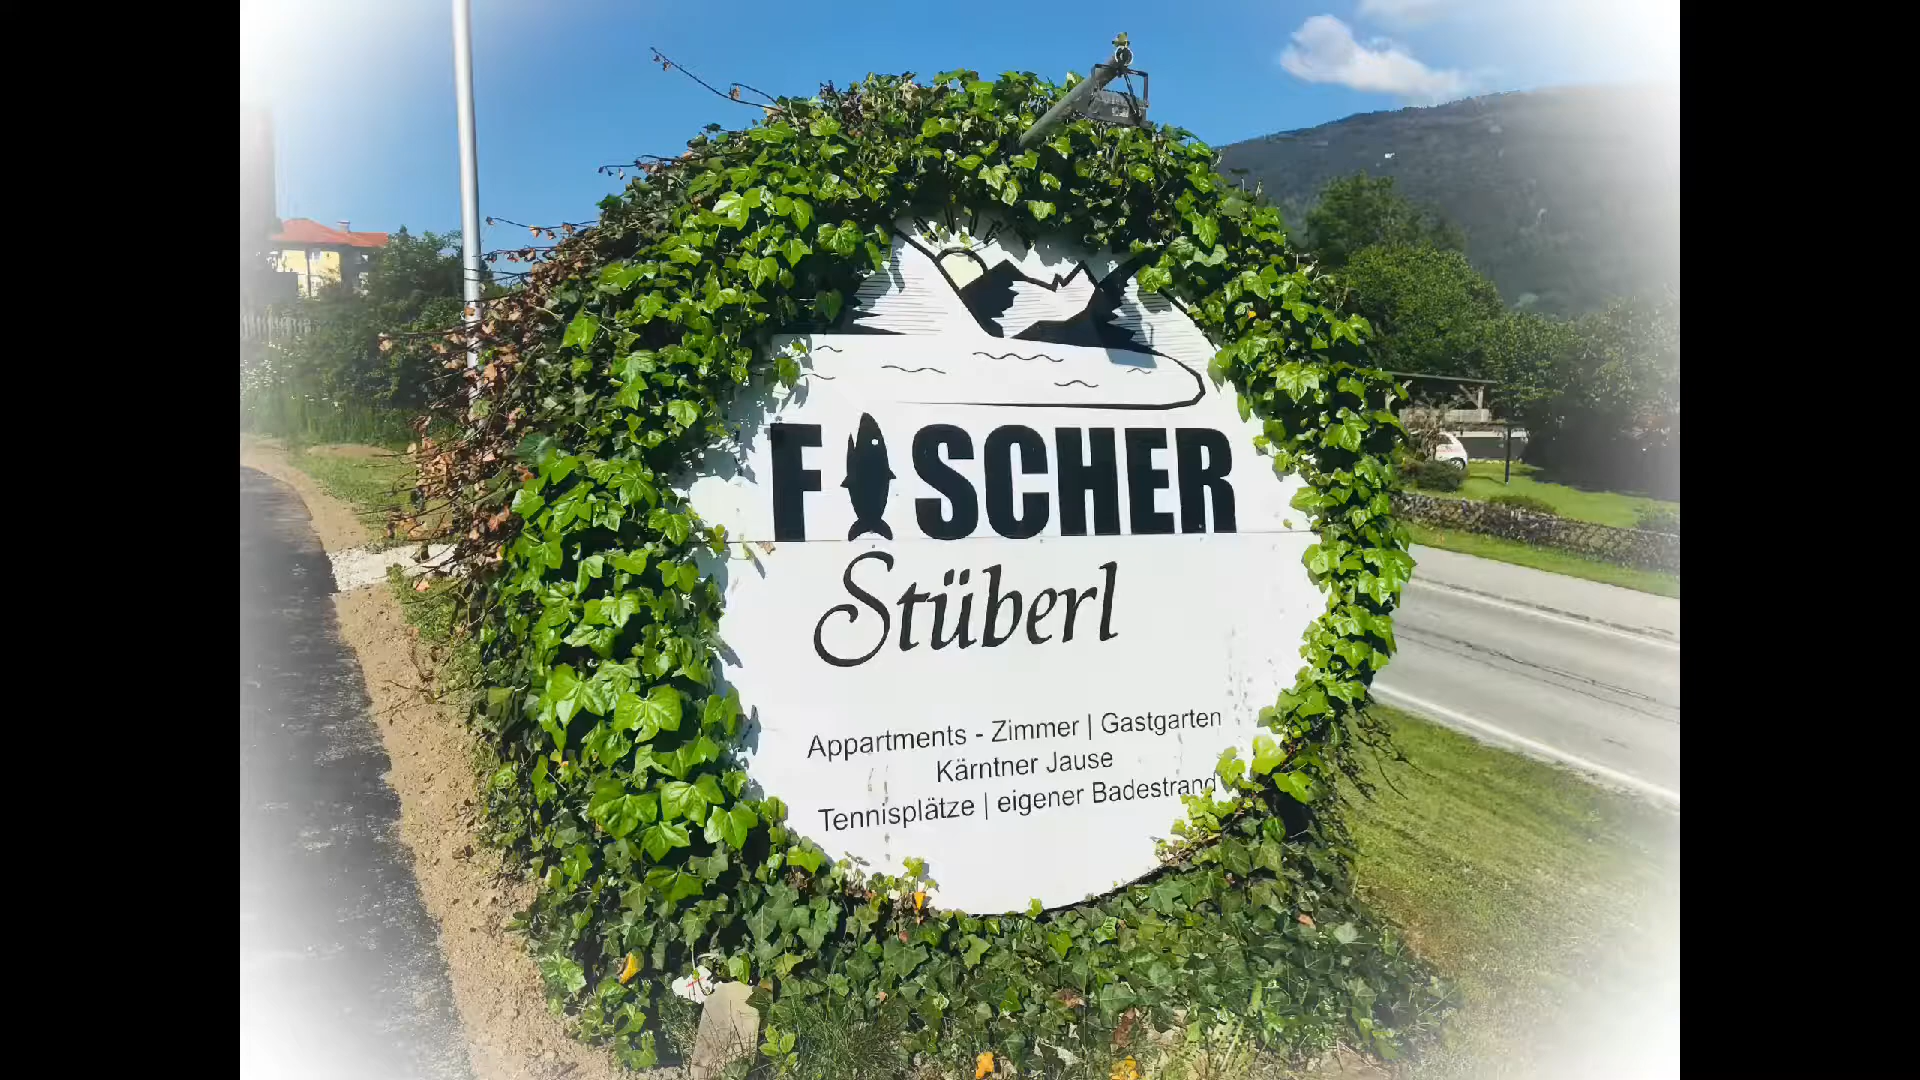 FISCHER
Stüberl
Appartments - Zimmer | Gastgarten
Kärntner Jause
Tennisplätze | eigener Badestrand